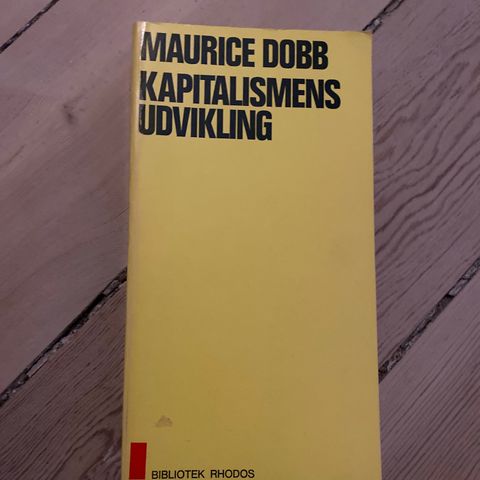 MAURICE DOBB
KAPITALISMENS
UDVIKLING
BIBLIOTEK RHODOS